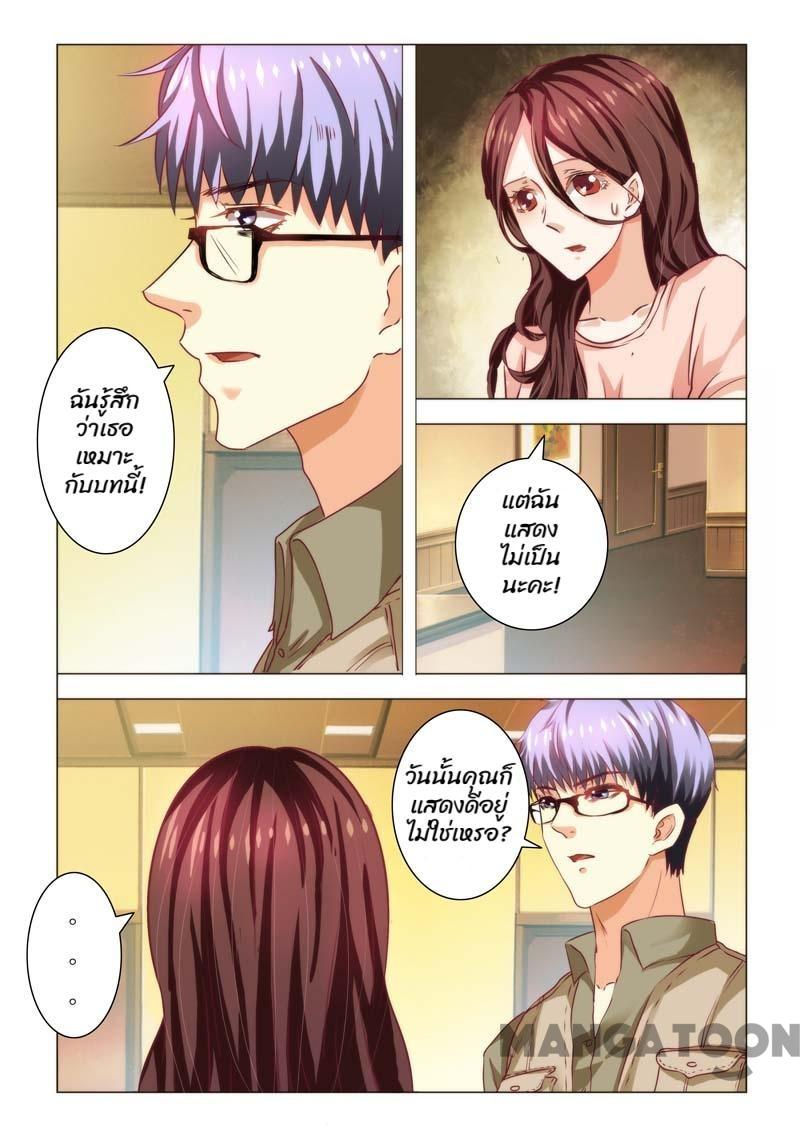 ฉันรู้สึก
ว่าเธอ
เหมาะ
กับบทนี้!
แต่ฉัน
แสดง
ไม่เป็น
นะคะ!
วันนั้นคุณก็
แสดงดีอยู่
ไม่ใช่เหรอ?
。
。
。
MANGATOON